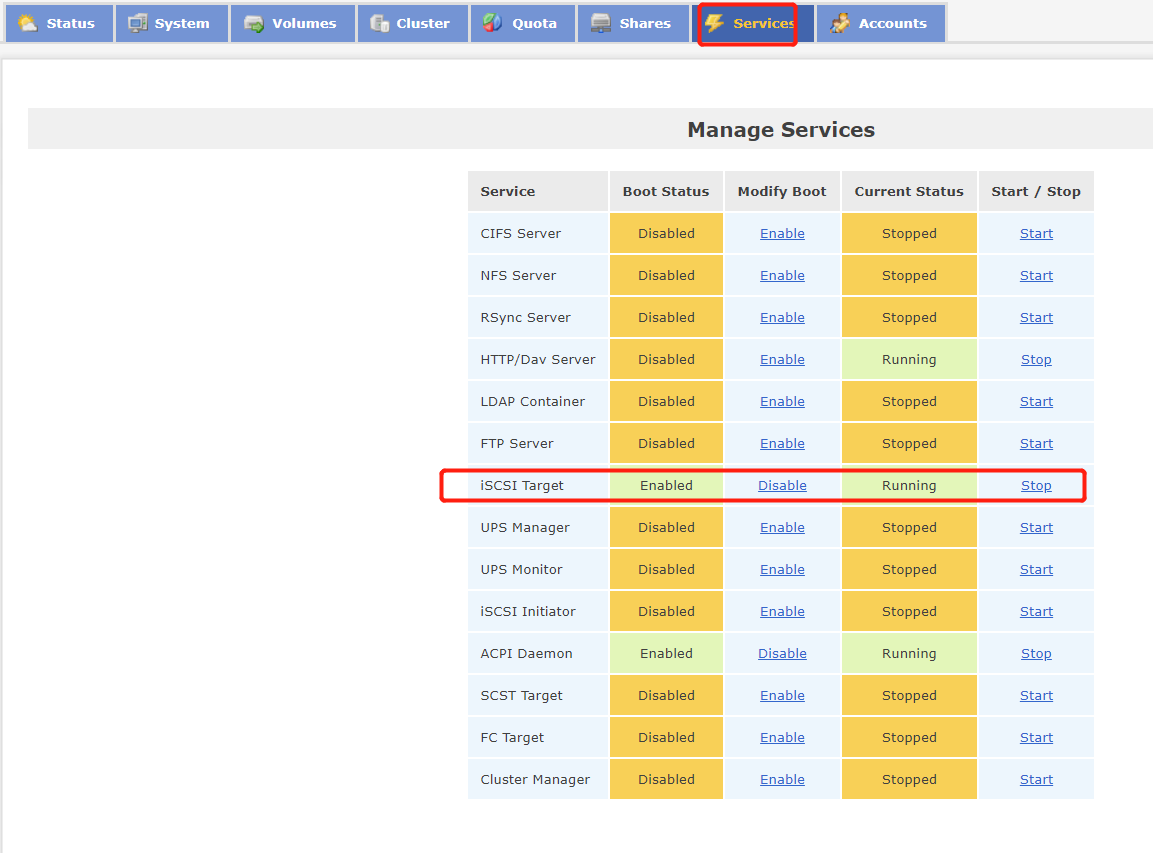 Status System Volumes Cluster Quota Shares Services Accounts
Manage Services
Service Boot Status Modify Boot Current Status Start / Stop
CIFS Server Disabled Enable Stopped Start
NFS Server Disabled Enable Stopped Start
RSync Server Disabled Enable Stopped Start
HTTP/Dav Server Disabled Enable Running Stop
LDAP Container Disabled Enable Stopped Start
FTP Server Disabled Enable Stopped Start
iSCSI Target Enabled Disable Running Stop
UPS Manager Disabled Enable Stopped Start
UPS Monitor Disabled Enable Stopped Start
iSCSI Initiator Disabled Enable Stopped Start
ACPI Daemon Enabled Disable Running Stop
SCST Target Disabled Enable Stopped Start
FC Target Disabled Enable Stopped Start
Cluster Manager Disabled Enable Stopped Start